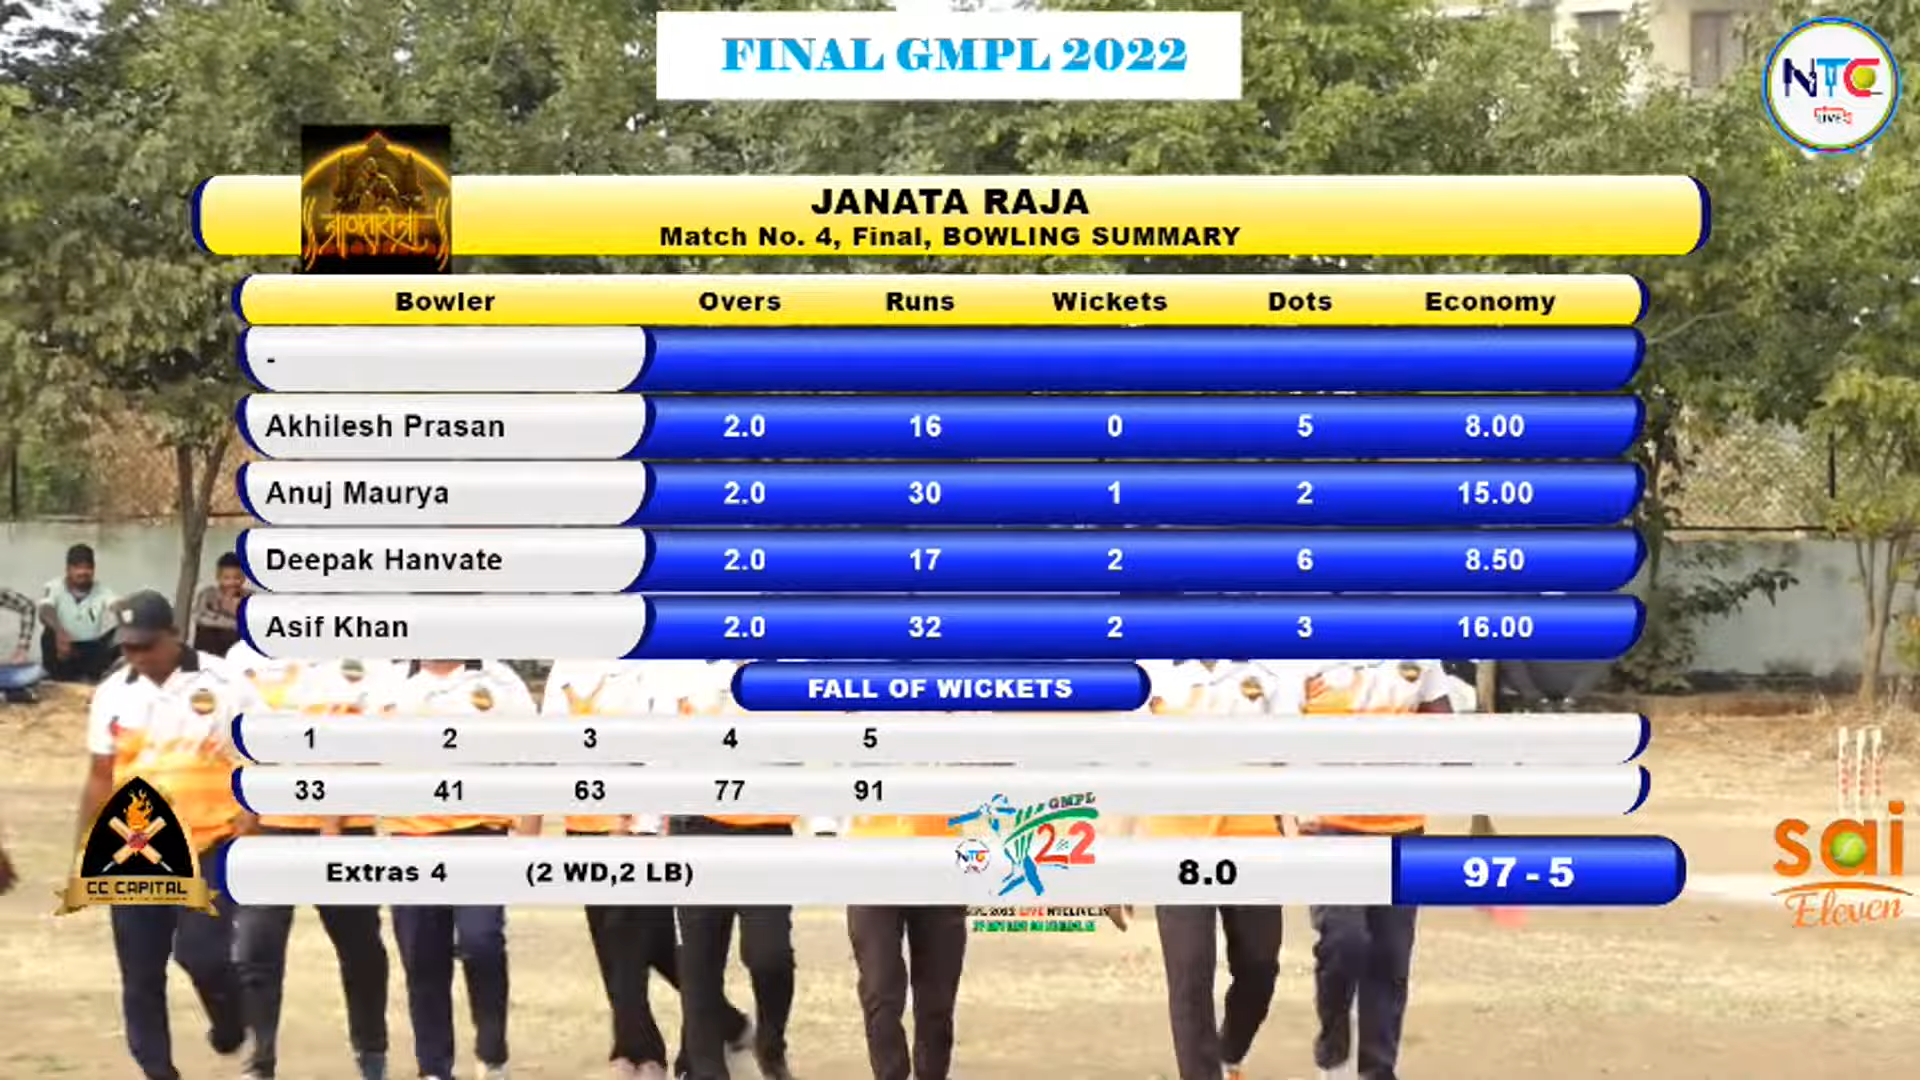 FINAL GMPL 2022
NTC
LIVE
JANATA RAJA
Match No. 4, Final, BOWLING SUMMARY
Bowler Overs Runs Wickets Dots Economy
-
Akhilesh Prasan 2.0 16 0 5 8.00
Anuj Maurya 2.0 30 1 2 15.00
Deepak Hanvate 2.0 17 2 6 8.50
Asif Khan 2.0 32 2 3 16.00
FALL OF WICKETS
1 2 3 4 5
33 41 63 77 91
GMPL
NTC
CC CAPITAL
Extras 4 (2 WD,2 LB) 8.0 97 - 5
sai
Eleven